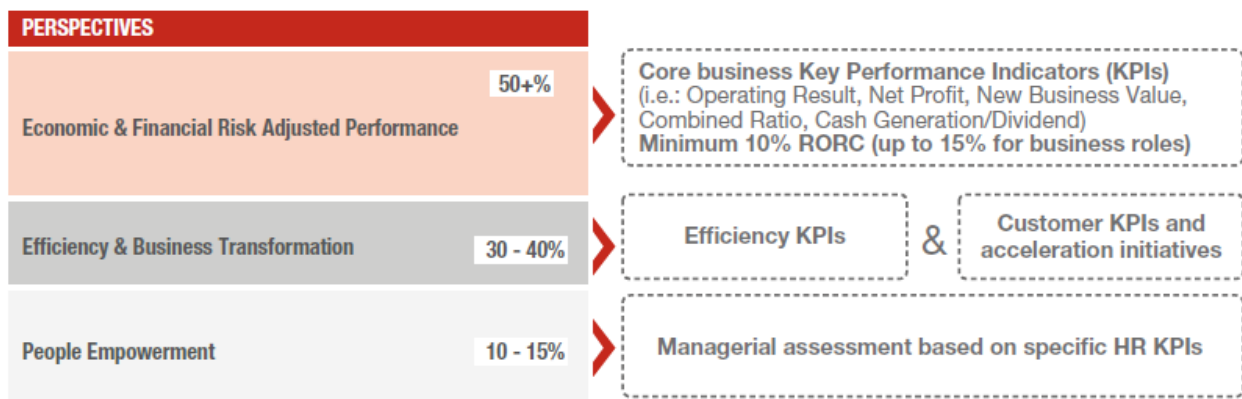 PERSPECTIVES
50+%
Economic & Financial Risk Adjusted Performance
Core business Key Performance Indicators (KPIs)
(i.e.: Operating Result, Net Profit, New Business Value,
Combined Ratio, Cash Generation/Dividend)
Minimum 10% RORC (up to 15% for business roles)
Efficiency & Business Transformation
30 - 40%
Efficiency KPIs
&
Customer KPIs and
acceleration initiatives
People Empowerment
10 - 15%
Managerial assessment based on specific HR KPIs